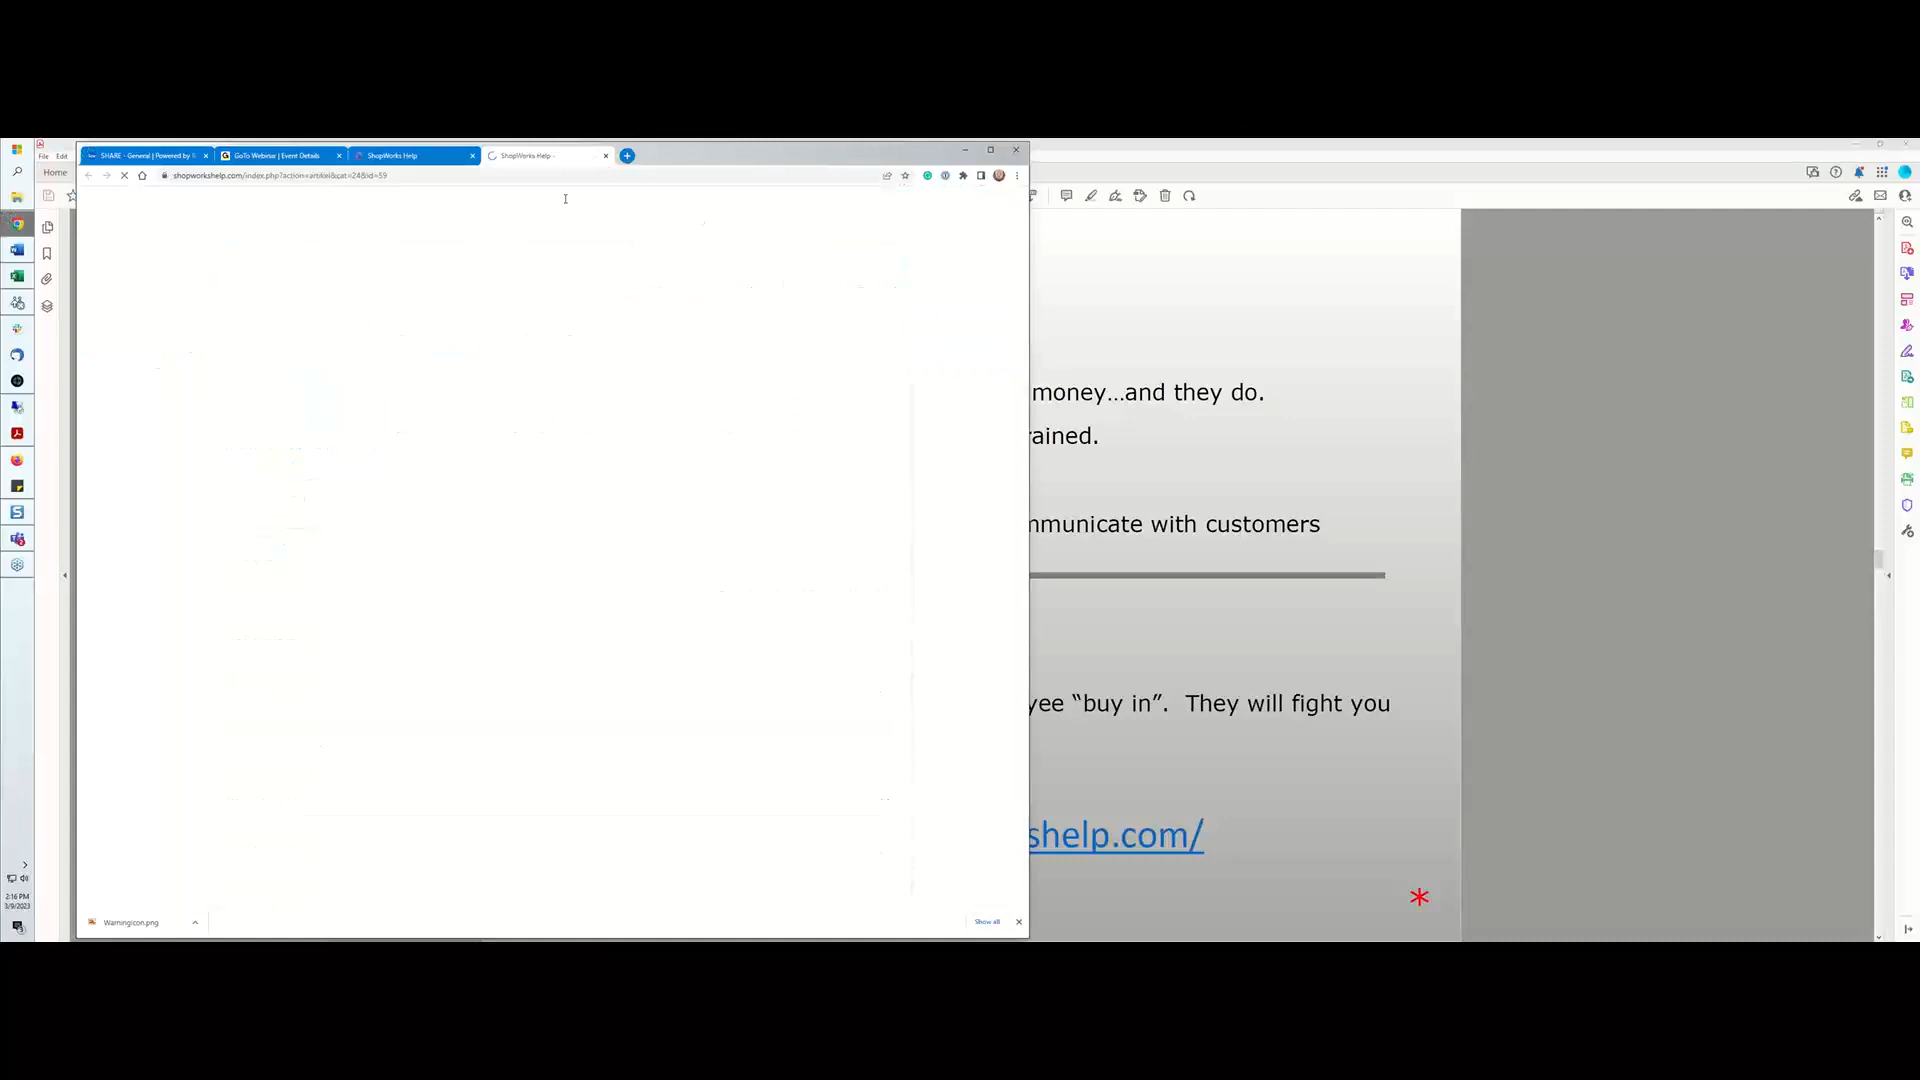 SHARE - General | Powered by
GoTo Webinar | Event Details
ShopWorks Help
ShopWorks Help -
shopworkshelp.com/index.php?action=artikel&cat=24&id=59
File Edit
Home
money…and they do.
rained.
mmunicate with customers
yee “buy in”. They will fight you
shelp.com/
*
2:16 PM
3/9/2023
WarningIcon.png
Show all